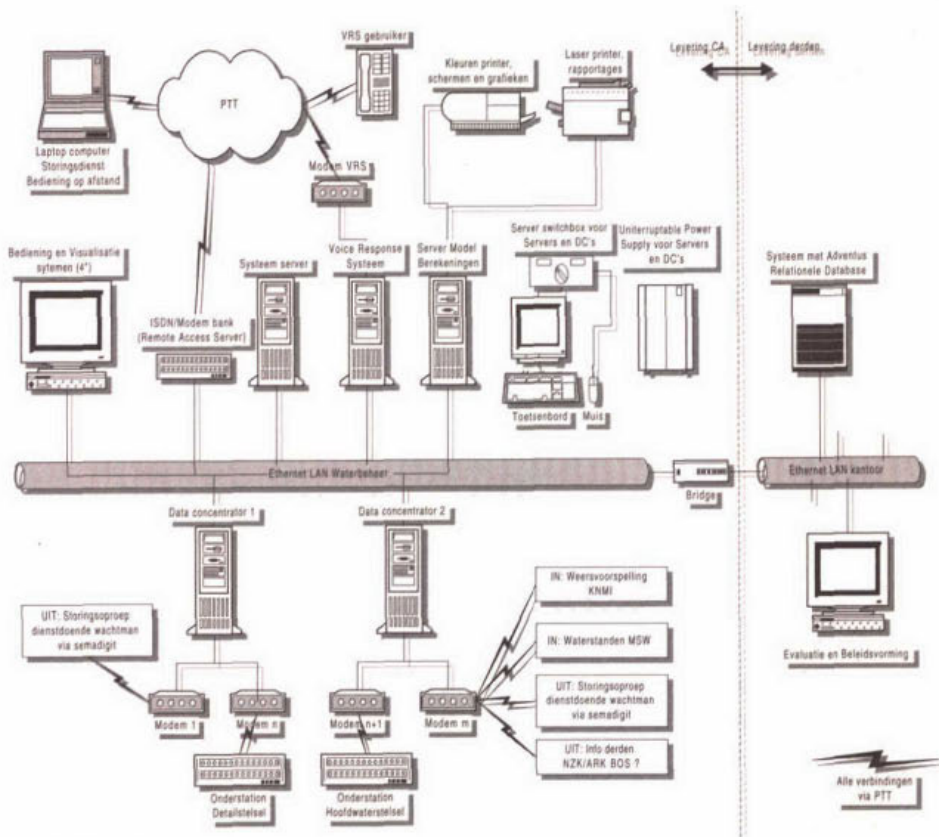 VRS gebruiker
Kleuren printer,
schermen en grafieken
Laser printer,
rapportages
Levering CA
Levering derden
PTT
Laptop computer
Storingsdienst
Bediening op afstand
Modem VRS
Bediening en Visualisatie
sytemen (4*)
ISDN/Modem bank
(Remote Access Server)
Systeem server
Voice Response
Systeem
Server Model
Berekeningen
Server switchbox voor
Servers en DC's
Uniterruptable Power
Supply voor Servers
en DC's
Systeem met Adventus
Relationele Database
Toetsenbord
Muis
Ethernet LAN Waterbeheer
Bridge
Ethernet LAN kantoor
Data concentrator 1
Data concentrator 2
UIT: Storingsoproep
dienstdoende wachtman
via semadigit
IN: Weersvoorspelling
KNMI
IN: Waterstanden MSW
UIT: Storingsoproep
dienstdoende wachtman
via semadigit
UIT: Info derden
NZK/ARK BOS ?
Modem 1
Modem n
Modem n+1
Modem m
Evaluatie en Beleidsvorming
Onderstation
Detailstelsel
Onderstation
Hoofdwaterstelsel
Alle verbindingen
via PTT